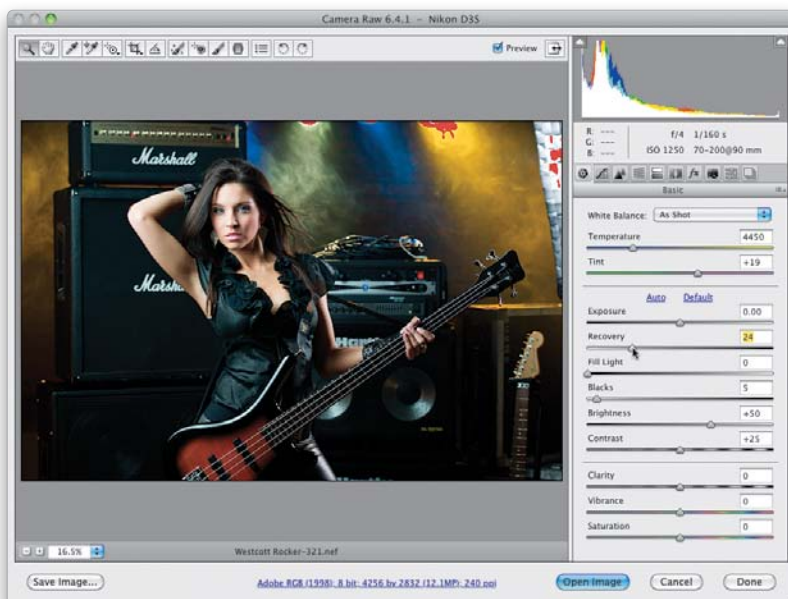 Camera Raw 6.4.1 – Nikon D3S
Preview
R: ---
G: ---
B: ---
f/4 1/160 s
ISO 1250 70-200@90 mm
fx
Basic
White Balance: As Shot
Temperature 4450
Tint +19
Auto Default
Exposure 0.00
Recovery 24
Fill Light 0
Blacks 5
Brightness +50
Contrast +25
Clarity 0
Vibrance 0
Saturation 0
Marshall
16.5%
Westcott Rocker-321.nef
Save Image...
Adobe RGB (1998); 8 bit; 4256 by 2832 (12.1MP); 240 ppi
Open Image
Cancel
Done